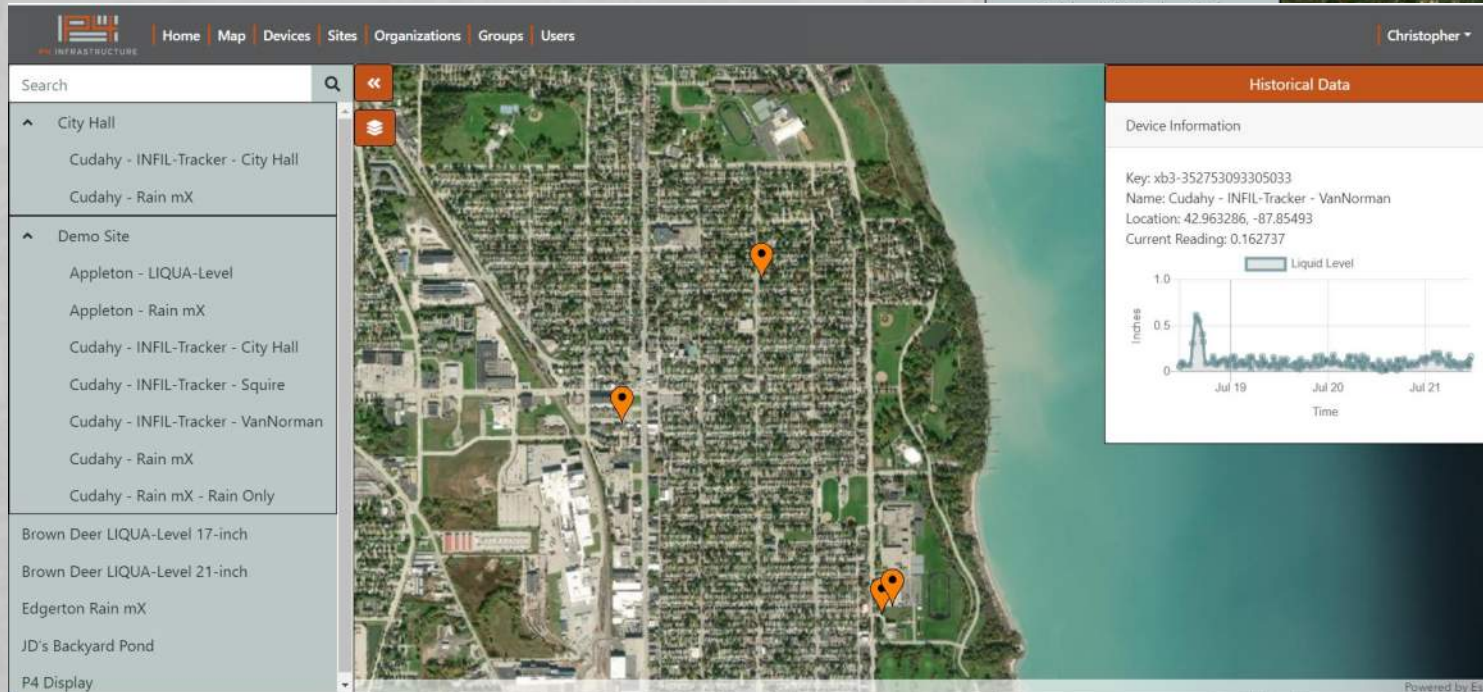 P4 INFRASTRUCTURE
Home Map Devices Sites Organizations Groups Users
Christopher
Search
City Hall
Cudahy - INFIL-Tracker - City Hall
Cudahy - Rain mX
Demo Site
Appleton - LIQUA-Level
Appleton - Rain mX
Cudahy - INFIL-Tracker - City Hall
Cudahy - INFIL-Tracker - Squire
Cudahy - INFIL-Tracker - VanNorman
Cudahy - Rain mX
Cudahy - Rain mX - Rain Only
Brown Deer LIQUA-Level 17-inch
Brown Deer LIQUA-Level 21-inch
Edgerton Rain mX
JD's Backyard Pond
P4 Display
Historical Data
Device Information
Key: xb3-352753093305033
Name: Cudahy - INFIL-Tracker - VanNorman
Location: 42.963286, -87.85493
Current Reading: 0.162737
Liquid Level
1.0
0.5
0
Inches
Jul 19 Jul 20 Jul 21
Time
Powered by